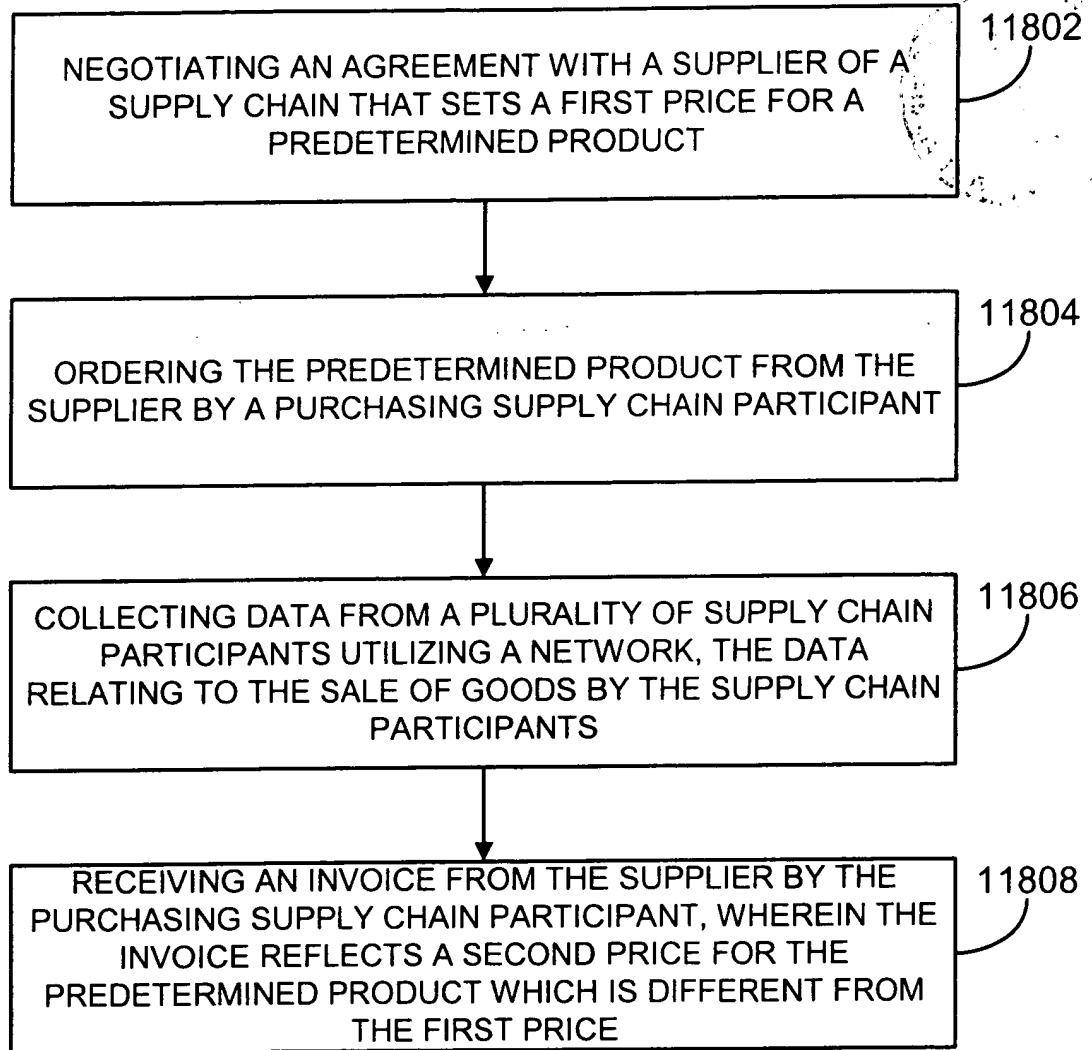 NEGOTIATING AN AGREEMENT WITH A SUPPLIER OF A
SUPPLY CHAIN THAT SETS A FIRST PRICE FOR A
PREDETERMINED PRODUCT
11802
ORDERING THE PREDETERMINED PRODUCT FROM THE
SUPPLIER BY A PURCHASING SUPPLY CHAIN PARTICIPANT
11804
COLLECTING DATA FROM A PLURALITY OF SUPPLY CHAIN
PARTICIPANTS UTILIZING A NETWORK, THE DATA
RELATING TO THE SALE OF GOODS BY THE SUPPLY CHAIN
PARTICIPANTS
11806
RECEIVING AN INVOICE FROM THE SUPPLIER BY THE
PURCHASING SUPPLY CHAIN PARTICIPANT, WHEREIN THE
INVOICE REFLECTS A SECOND PRICE FOR THE
PREDETERMINED PRODUCT WHICH IS DIFFERENT FROM
THE FIRST PRICE
11808